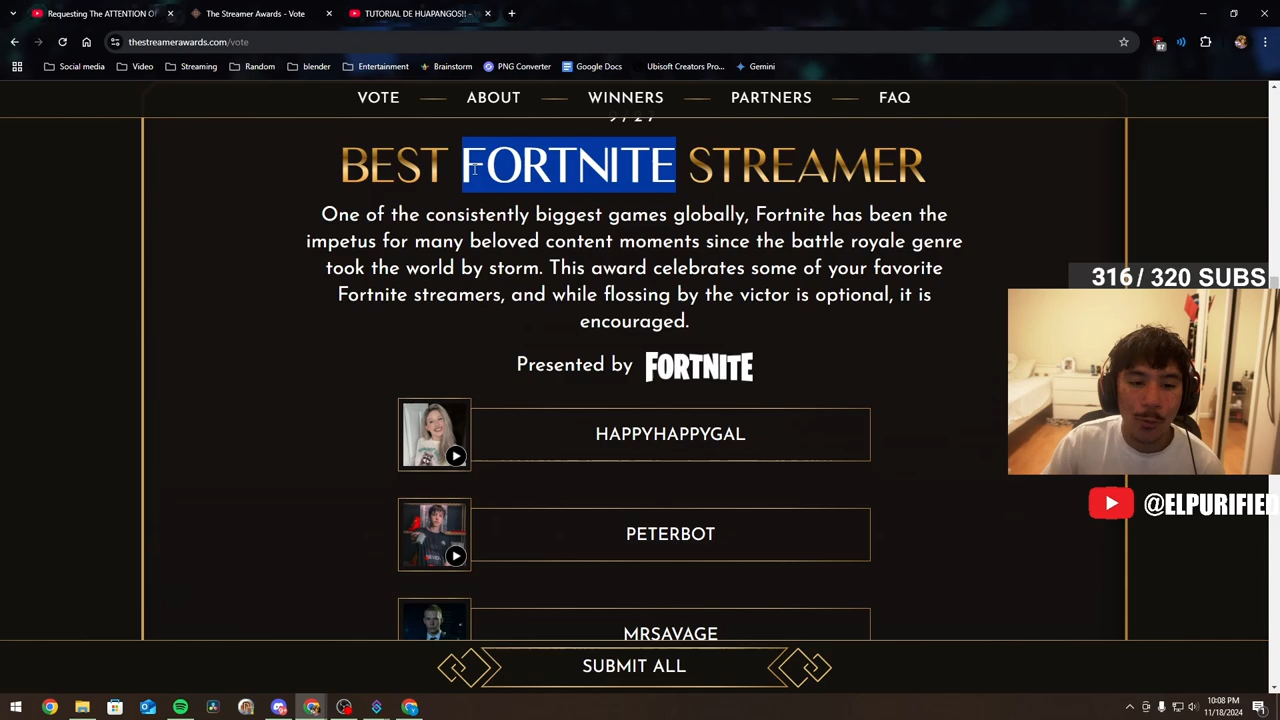 Requesting The ATTENTION Of
The Streamer Awards - Vote
TUTORIAL DE HUAPANGOS!! -
thestreamerawards.com/vote
Social media
Video
Streaming
Random
blender
Entertainment
Brainstorm
PNG Converter
Google Docs
Ubisoft Creators Pro...
Gemini
VOTE
ABOUT
WINNERS
PARTNERS
FAQ
9/27
BEST FORTNITE STREAMER
One of the consistently biggest games globally, Fortnite has been the
impetus for many beloved content moments since the battle royale genre
took the world by storm. This award celebrates some of your favorite
Fortnite streamers, and while flossing by the victor is optional, it is
encouraged.
Presented by FORTNITE
316/ 320 SUBS
HAPPYHAPPYGAL
@ELPURIFIED
PETERBOT
MRSAVAGE
SUBMIT ALL
10:08 PM
11/18/2024